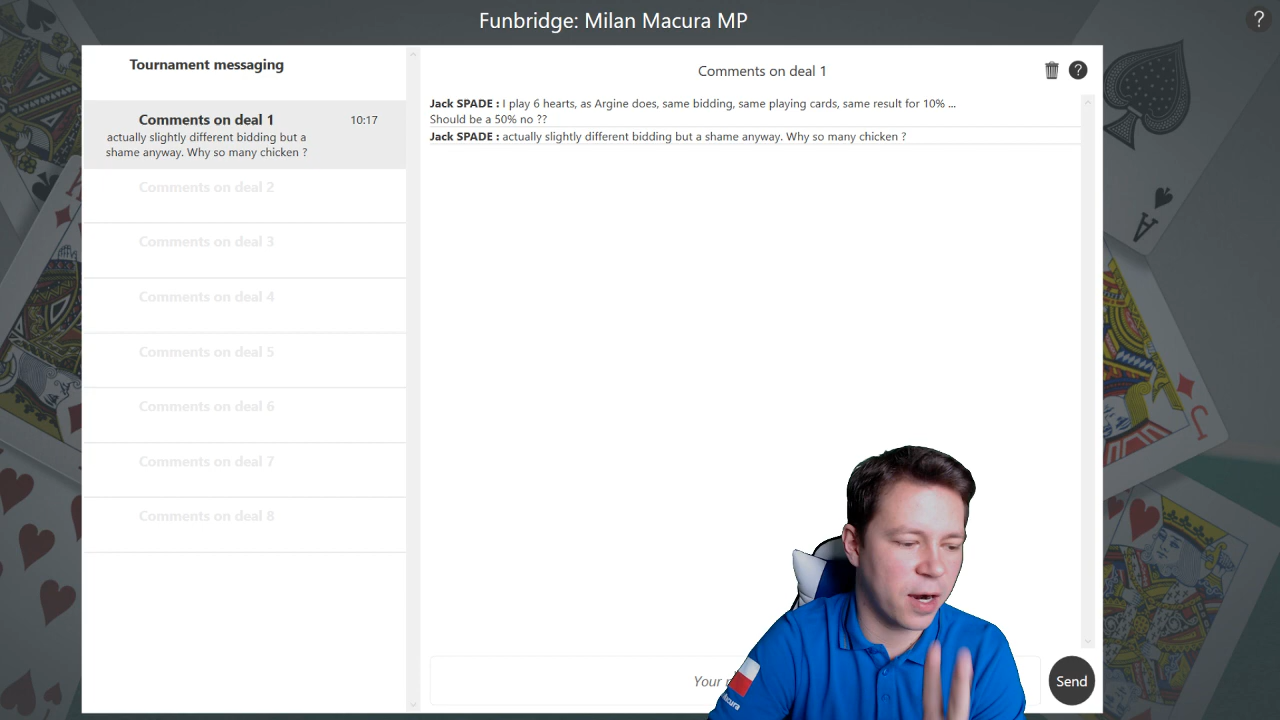 Funbridge: Milan Macura MP
?
Tournament messaging
Comments on deal 1
10:17
actually slightly different bidding but a
shame anyway. Why so many chicken ?
Comments on deal 2
Comments on deal 3
Comments on deal 4
Comments on deal 5
Comments on deal 6
Comments on deal 7
Comments on deal 8
Comments on deal 1
?
Jack SPADE : I play 6 hearts, as Argine does, same bidding, same playing cards, same result for 10% ...
Should be a 50% no ??
Jack SPADE : actually slightly different bidding but a shame anyway. Why so many chicken ?
Your
Send
A
J